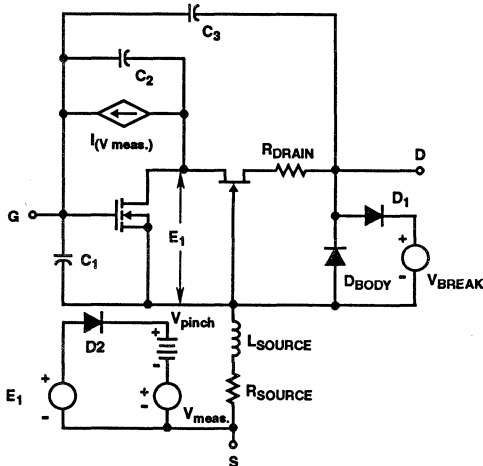 C3
C2
I(V meas.)
RDRAIN
D
G
E1
D1
C1
+
-
DBODY
VBREAK
Vpinch
D2
+
-
LSOURCE
E1
+
-
+
-
Vmeas.
RSOURCE
S